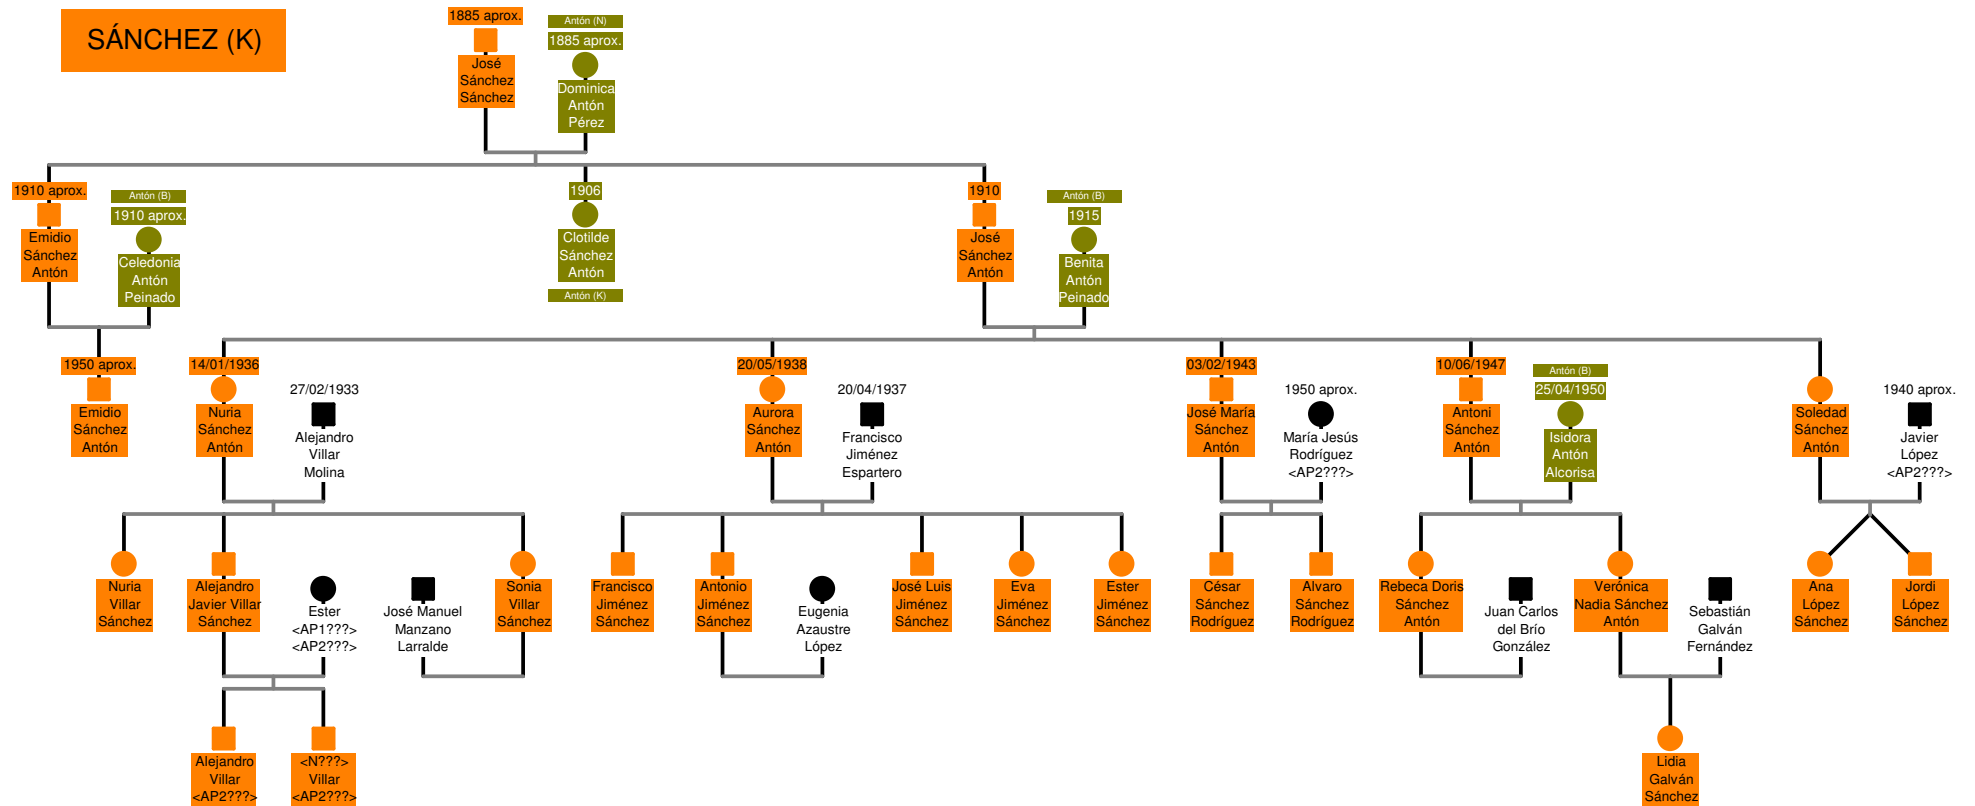 SÁNCHEZ (K)
1885 aprox.
José
Sánchez
Sánchez
Antón (N)
1885 aprox.
Dominica
Antón
Pérez
1910 aprox.
Emidio
Sánchez
Antón
Antón (B)
1910 aprox.
Celedonia
Antón
Peinado
1906
Clotilde
Sánchez
Antón
Antón (K)
1910
José
Sánchez
Antón
Antón (B)
1915
Benita
Antón
Peinado
1950 aprox.
Emidio
Sánchez
Antón
14/01/1936
Nuria
Sánchez
Antón
27/02/1933
Alejandro
Villar
Molina
20/05/1938
Aurora
Sánchez
Antón
20/04/1937
Francisco
Jiménez
Espartero
03/02/1943
José María
Sánchez
Antón
1950 aprox.
María Jesús
Rodríguez
<AP2???>
10/06/1947
Antoni
Sánchez
Antón
Antón (B)
25/04/1950
Isidora
Antón
Alcorisa
Soledad
Sánchez
Antón
1940 aprox.
Javier
López
<AP2???>
Nuria
Villar
Sánchez
Alejandro
Javier Villar
Sánchez
Ester
<AP1???>
<AP2???>
José Manuel
Manzano
Larralde
Sonia
Villar
Sánchez
Francisco
Jiménez
Sánchez
Antonio
Jiménez
Sánchez
Eugenia
Azaustre
López
José Luis
Jiménez
Sánchez
Eva
Jiménez
Sánchez
Ester
Jiménez
Sánchez
César
Sánchez
Rodríguez
Alvaro
Sánchez
Rodríguez
Rebeca Doris
Sánchez
Antón
Juan Carlos
del Brío
González
Verónica
Nadia Sánchez
Antón
Sebastián
Galván
Fernández
Ana
López
Sánchez
Jordi
López
Sánchez
Alejandro
Villar
<AP2???>
<N???>
Villar
<AP2???>
Lidia
Galván
Sánchez